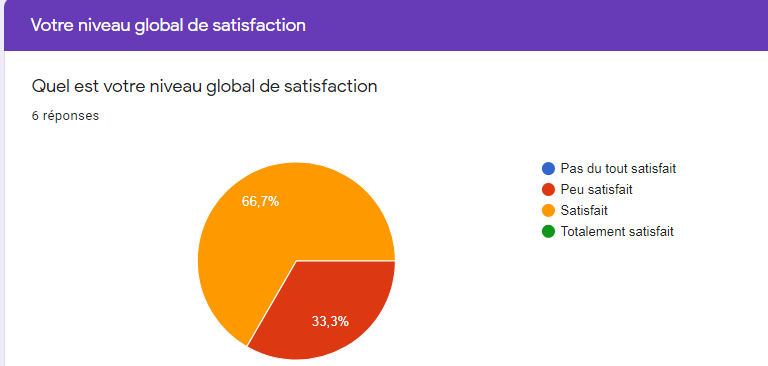 Votre niveau global de satisfaction
Quel est votre niveau global de satisfaction
6 réponses
66,7%
33,3%
Pas du tout satisfait
Peu satisfait
Satisfait
Totalement satisfait